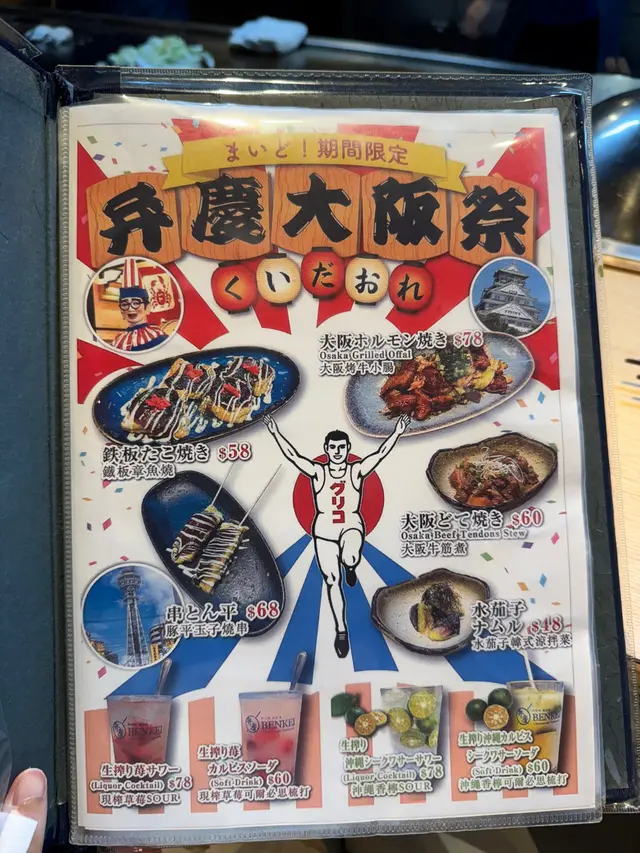 まいど！期間限定
弁慶大阪祭
くいだおれ
大阪ホルモン焼き $78
Osaka Grilled Offal
大阪烤牛小腸
鉄板たこ焼き $58
鐵板章魚燒
大阪どて焼き $60
Osaka Beef Tendons Stew
大阪牛筋煮
グリコ
串とん平 $68
豚平玉子燒串
水茄子
ナムル $48
水茄子韓式涼拌菜
BENKEI
生搾り苺サワー
(Liquor Cocktail) $78
現榨草莓SOUR
BENKEI
生搾り苺
カルピスソーダ
(Soft Drink) $60
現榨草莓可爾必思梳打
生搾り
沖縄シークワーサーサワー
(Liquor Cocktail) $78
沖繩香檸SOUR
BENKEI
生搾り沖縄カルピス
シークワサーソーダ
(Soft Drink) $60
沖繩香檸可爾必思梳打